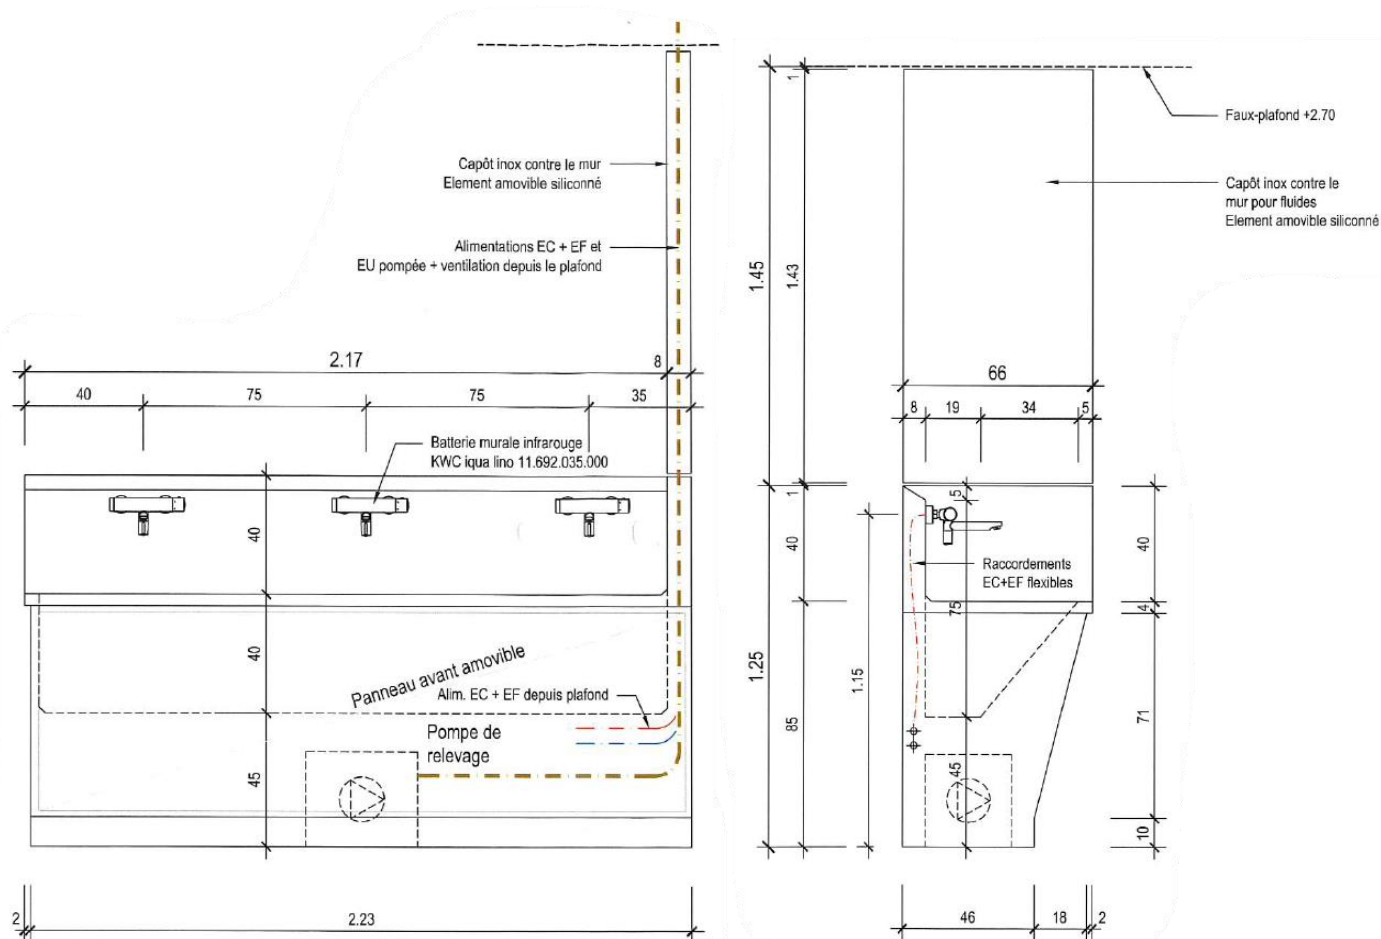 Capôt inox contre le mur
Element amovible siliconné
Alimentations EC + EF et
EU pompée + ventilation depuis le plafond
2.17
8
40
75
75
35
Batterie murale infrarouge
KWC iqua lino 11.692.035.000
40
40
45
Panneau avant amovible
Alim. EC + EF depuis plafond
Pompe de
relevage
2
2.23
1
Faux-plafond +2.70
Capôt inox contre le
mur pour fluides
Element amovible siliconné
1.45
1.43
66
8
19
34
5
1
5
40
40
Raccordements
EC+EF flexibles
75
4
1.25
1.15
85
71
45
10
46
18
2